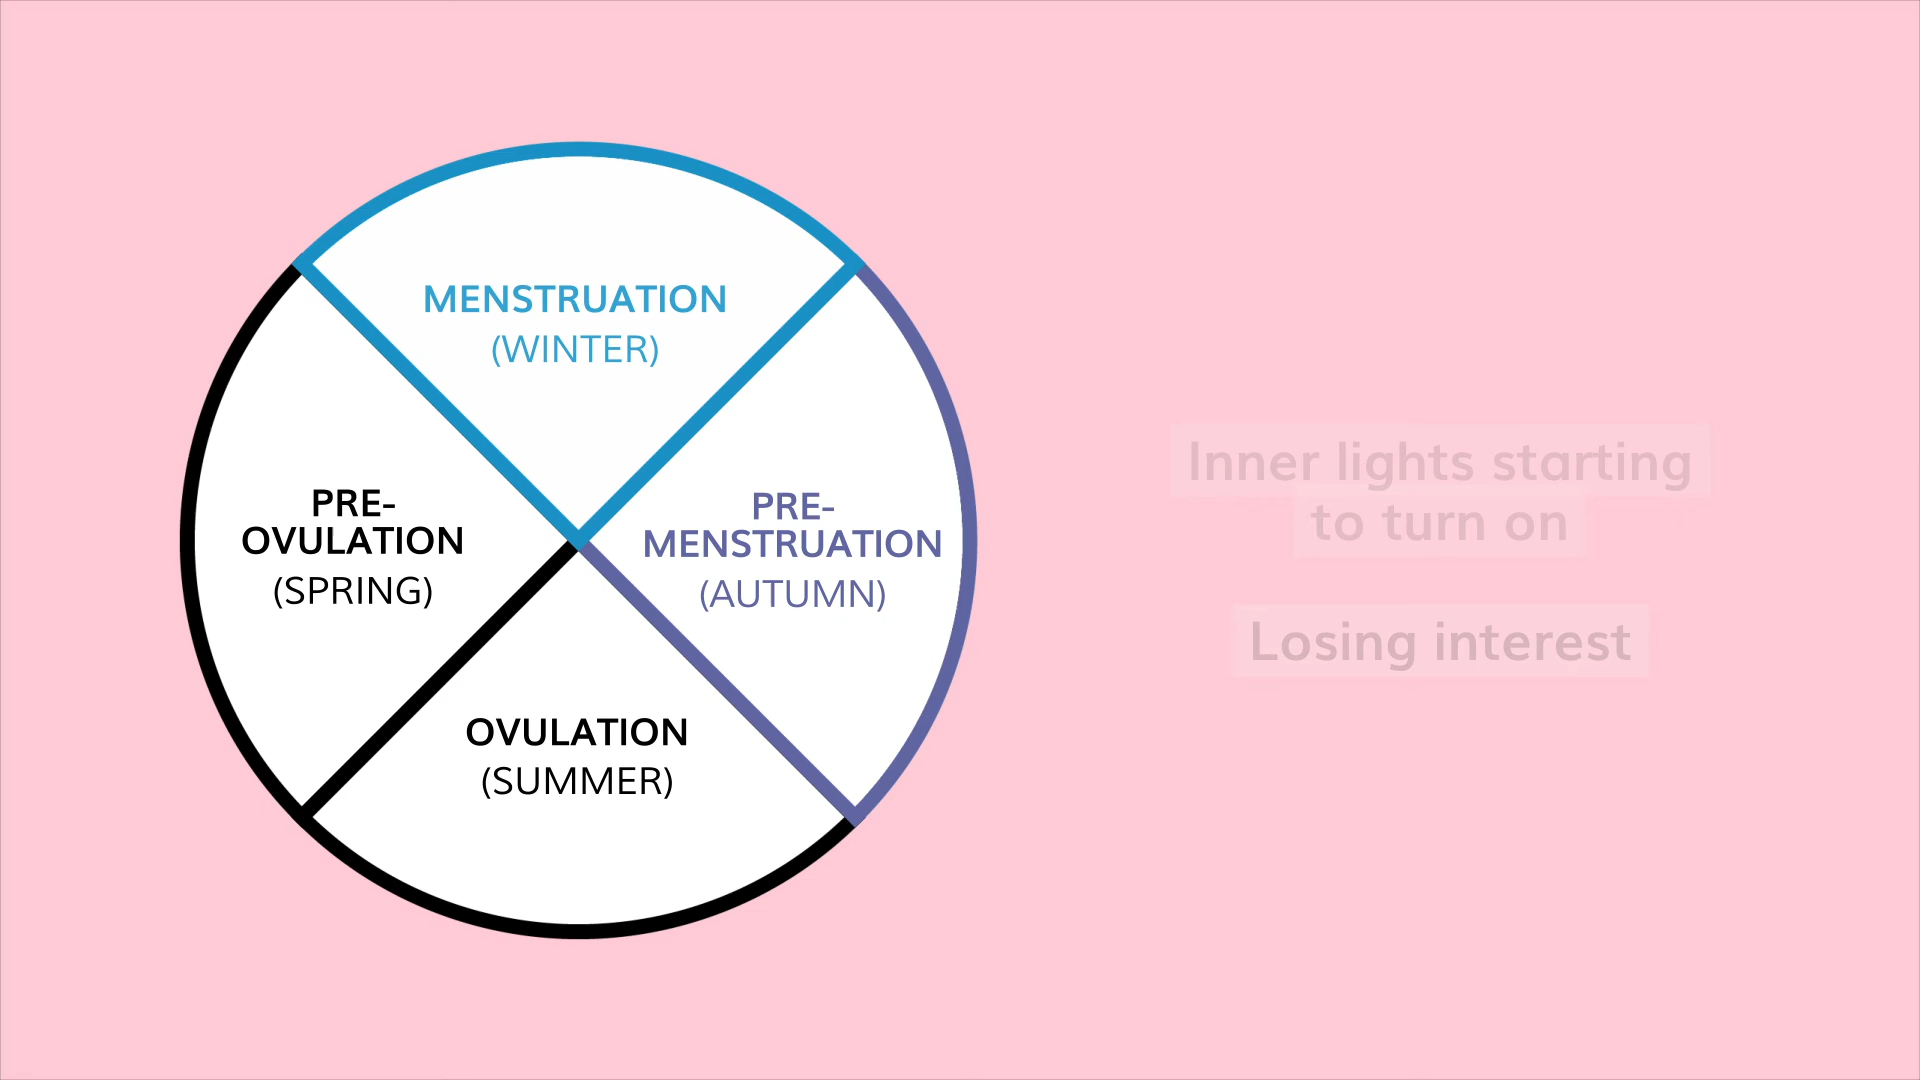 MENSTRUATION
(WINTER)
PRE-
OVULATION
(SPRING)
PRE-
MENSTRUATION
(AUTUMN)
OVULATION
(SUMMER)
Inner lights starting
to turn on
Losing interest